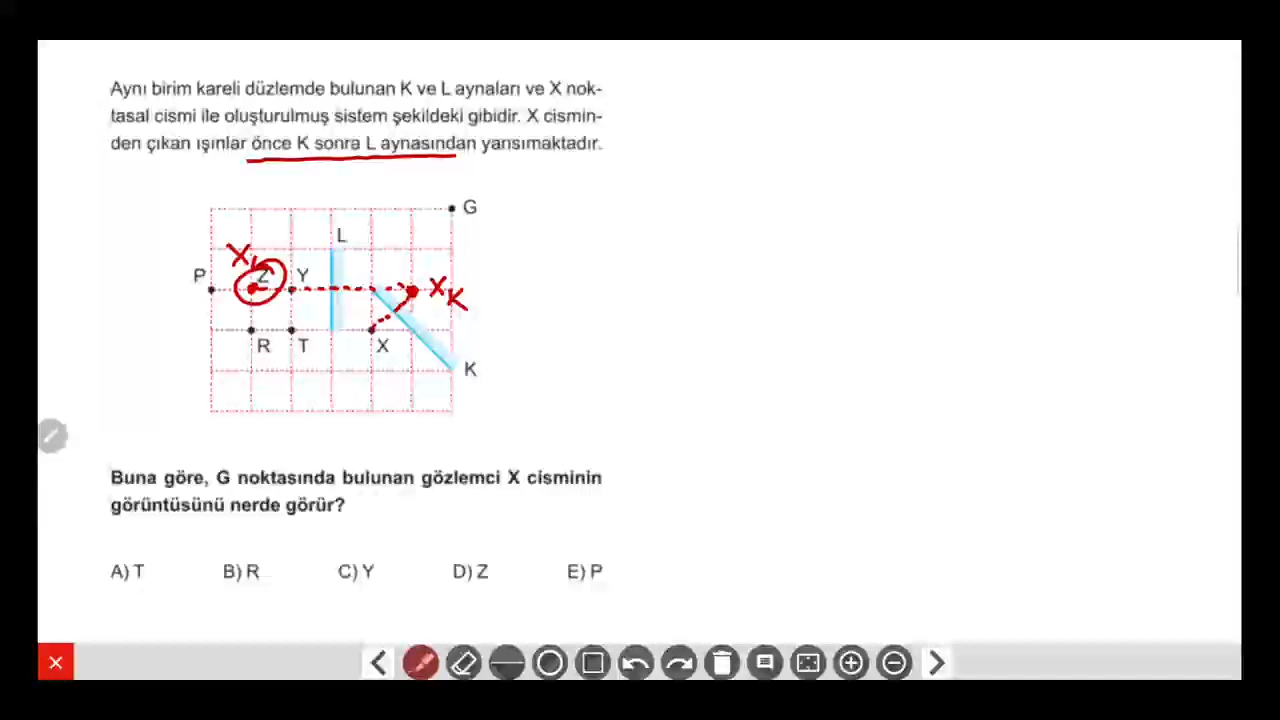 Aynı birim kareli düzlemde bulunan K ve L aynaları ve X nok-
tasal cismi ile oluşturulmuş sistem şekildeki gibidir. X cismin-
den çıkan ışınlar önce K sonra L aynasından yansımaktadır.
G
L
X
P Z Y X K
R T X
K
Buna göre, G noktasında bulunan gözlemci X cisminin
görüntüsünü nerde görür?
A) T B) R C) Y D) Z E) P